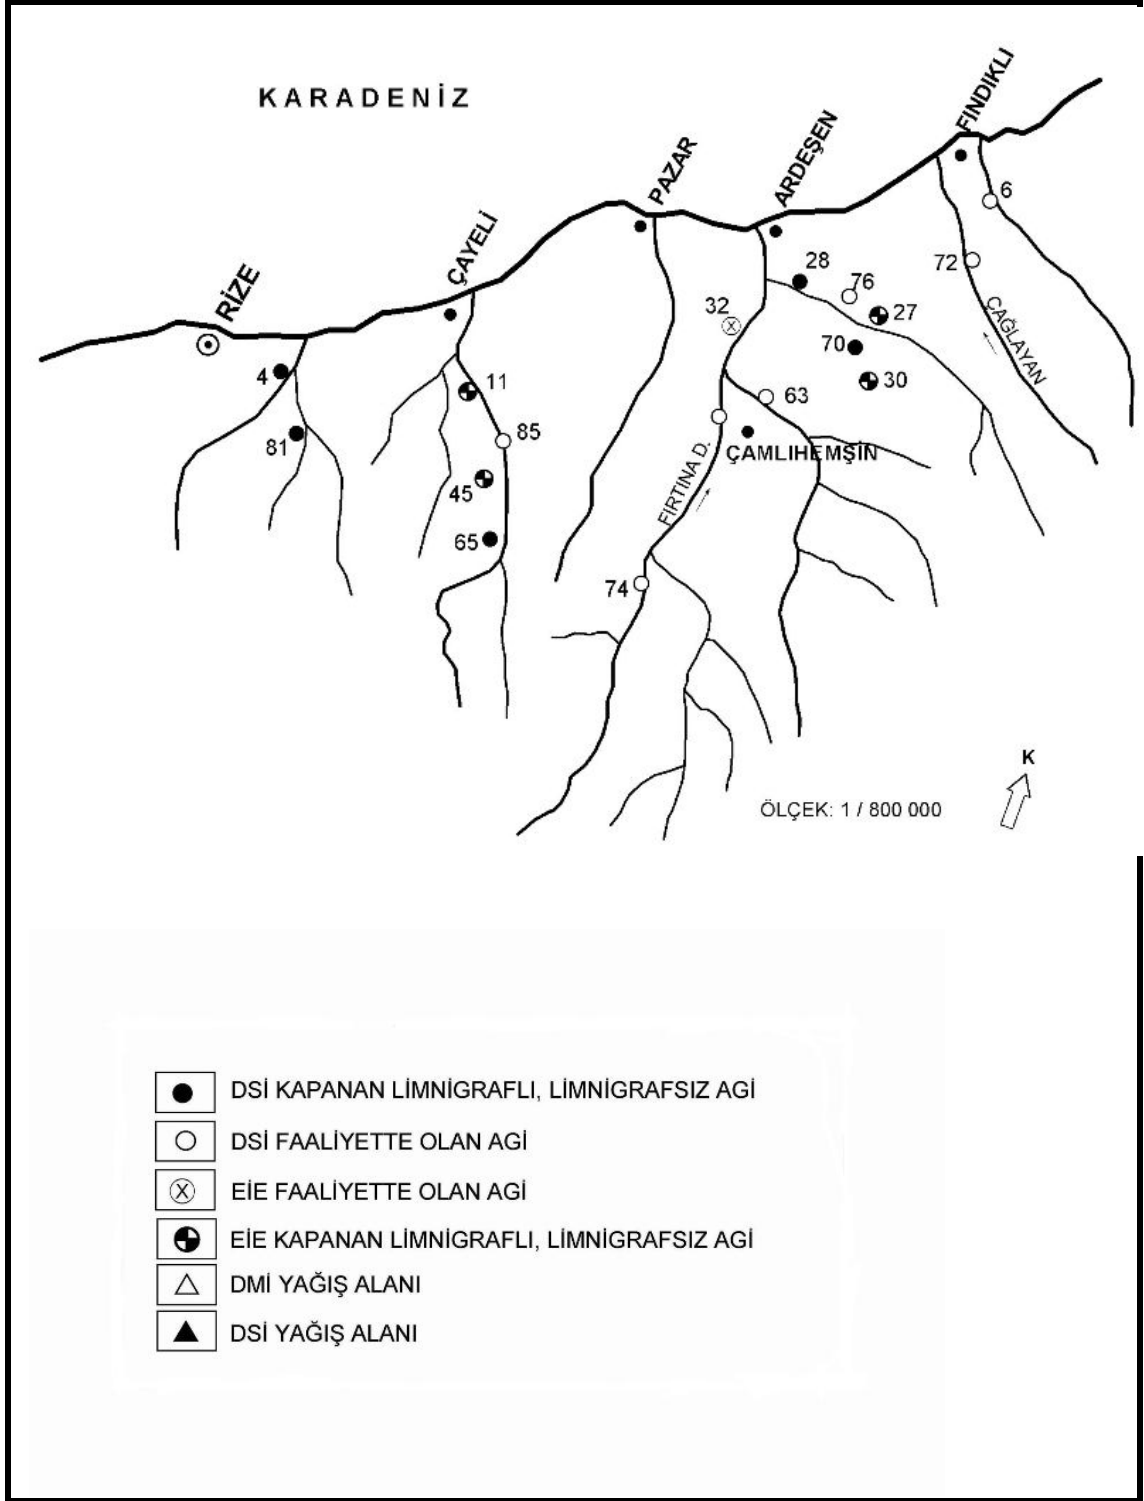 KARADENİZ
FINDIKLI
ARDEŞEN
PAZAR
ÇAYELİ
RİZE
6
72
28
76
27
32
70
30
ÇAĞLAYAN
4
11
63
81
85
ÇAMLIHEMŞİN
45
FIRTINA D.
65
74
K
ÖLÇEK: 1 / 800 000
DSİ KAPANAN LİMNİGRAFLI, LİMNİGRAFSIZ AGİ
DSİ FAALİYETTE OLAN AGİ
X EİE FAALİYETTE OLAN AGİ
EİE KAPANAN LİMNİGRAFLI, LİMNİGRAFSIZ AGİ
DMİ YAĞIŞ ALANI
DSİ YAĞIŞ ALANI